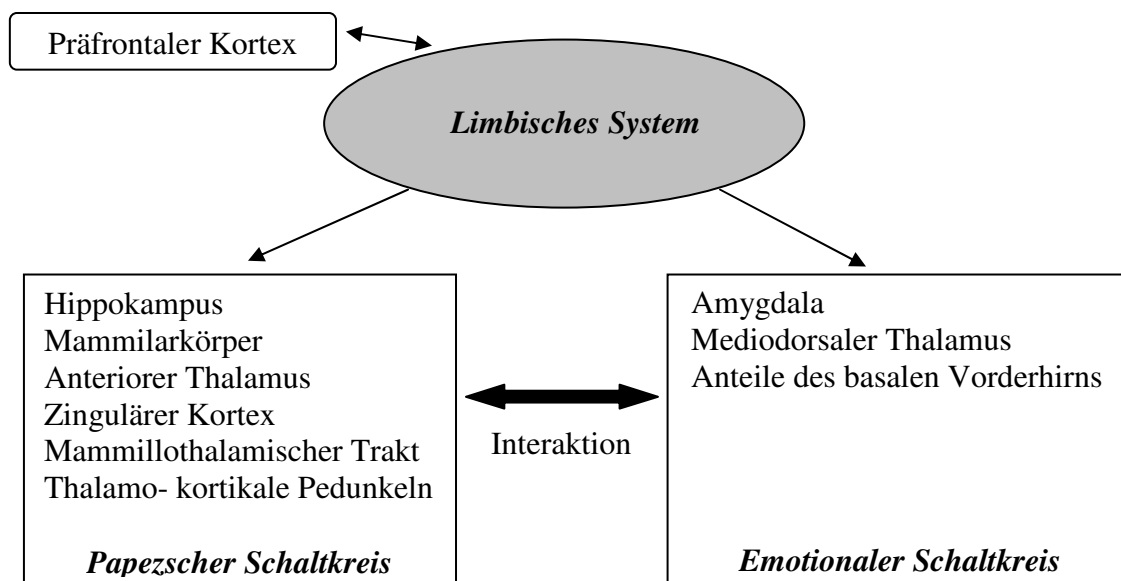 Präfrontaler Kortex
Limbisches System
Hippokampus
Mammilarkörper
Anteriorer Thalamus
Zingulärer Kortex
Mammillothalamischer Trakt
Thalamo- kortikale Pedunkeln
Papezscher Schaltkreis
Interaktion
Amygdala
Mediodorsaler Thalamus
Anteile des basalen Vorderhirns
Emotionaler Schaltkreis